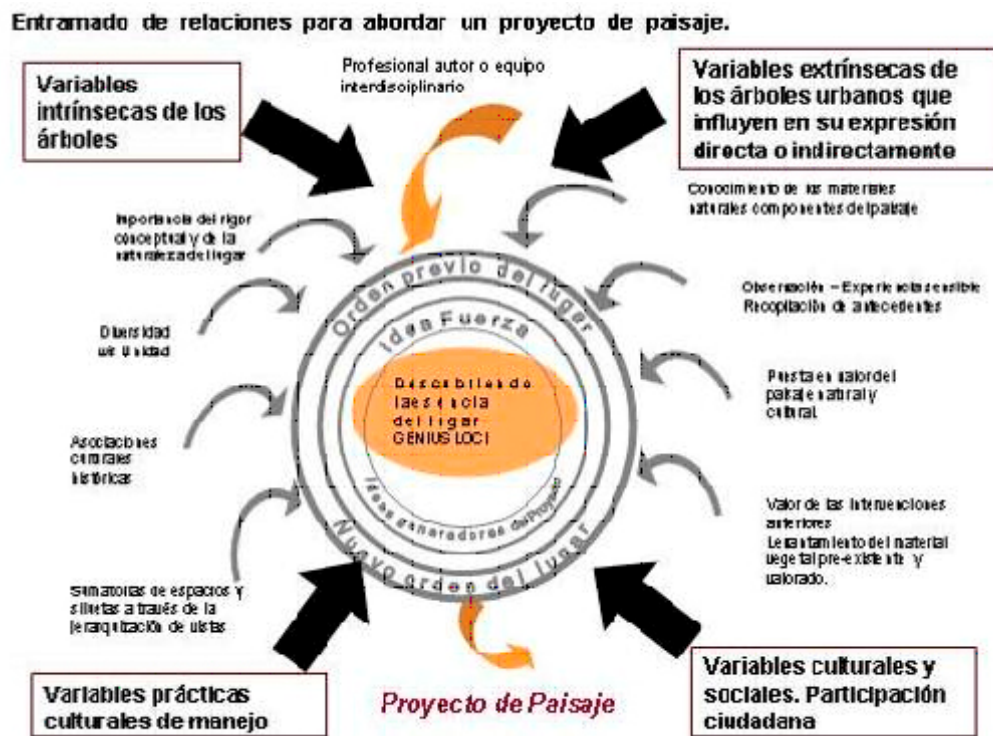 Entramado de relaciones para abordar un proyecto de paisaje.
Variables
intrínsecas de los
árboles
Profesional autor o equipo
interdisciplinario
Variables extrínsecas de
los árboles urbanos que
influyen en su expresión
directa o indirectamente
Importancia del rigor
conceptual y de la
naturaleza del lugar
Conocimiento de los materiales
naturales componentes del paisaje
Diversidad
Unidad
Observación – Experiencia sensible
Recopilación de antecedentes
Orden previo del lugar
Idea Fuerza
Descubriendo
la esencia
del lugar
GENIUS LOCI
Ideas generadoras de Proyecto
Nuevo orden del lugar
Puesta en valor del
paisaje natural y
cultural.
Asociaciones
culturales
históricas
Valor de las intervenciones
anteriores
Levantamiento del material
vegetal pre-existente y
valorado.
Sumatorias de espacios y
siluetas a través de la
jerarquización de vistas
Variables prácticas
culturales de manejo
Proyecto de Paisaje
Variables culturales y
sociales. Participación
ciudadana